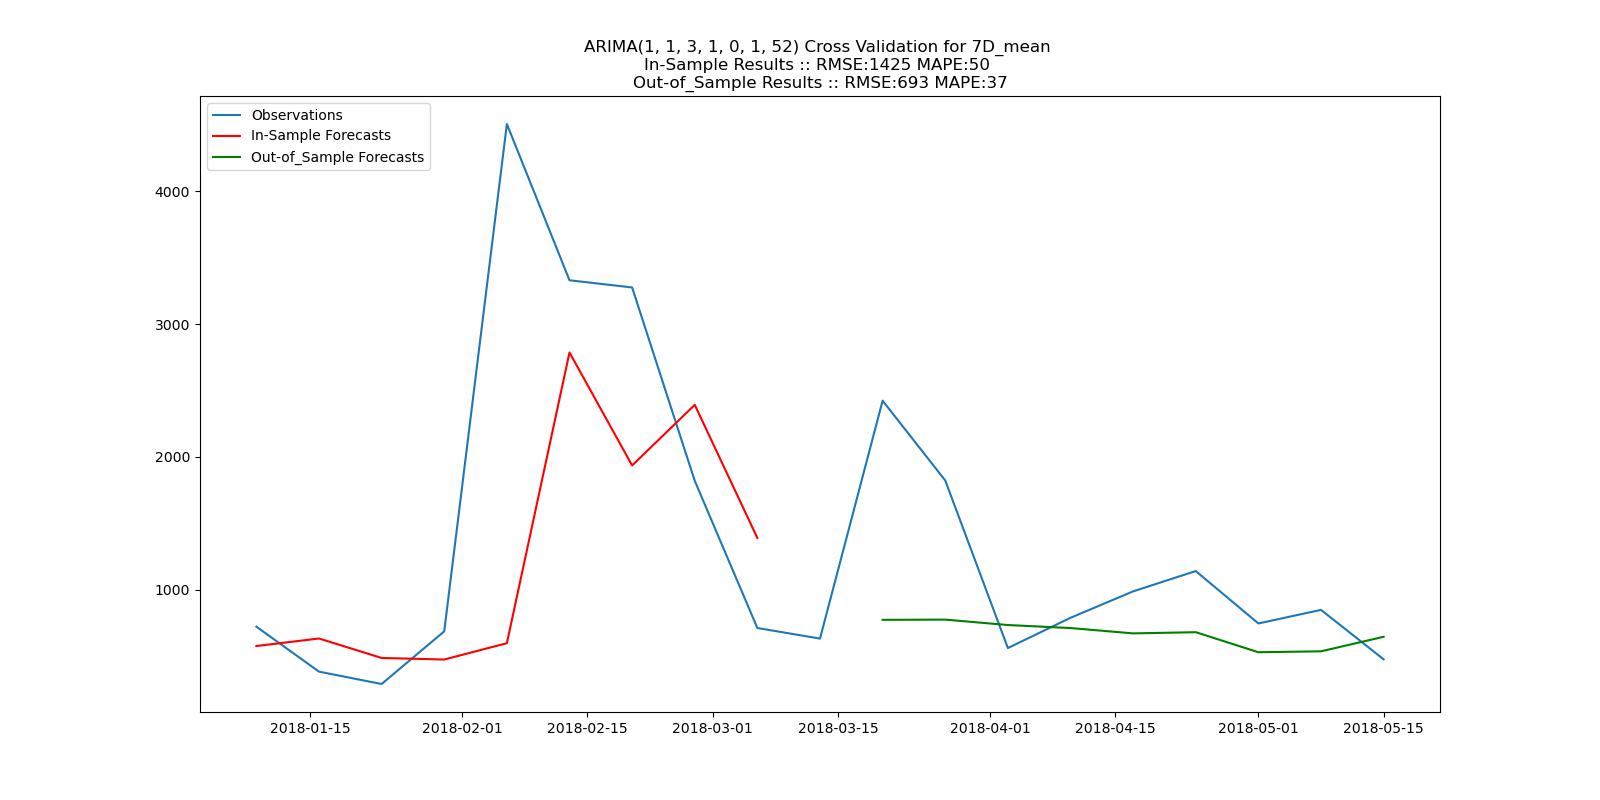 ARIMA(1, 1, 3, 1, 0, 1, 52) Cross Validation for 7D_mean
In-Sample Results :: RMSE:1425 MAPE:50
Out-of_Sample Results :: RMSE:693 MAPE:37
Observations
In-Sample Forecasts
Out-of_Sample Forecasts
4000
3000
2000
1000
2018-01-15 2018-02-01 2018-02-15 2018-03-01 2018-03-15 2018-04-01 2018-04-15 2018-05-01 2018-05-15